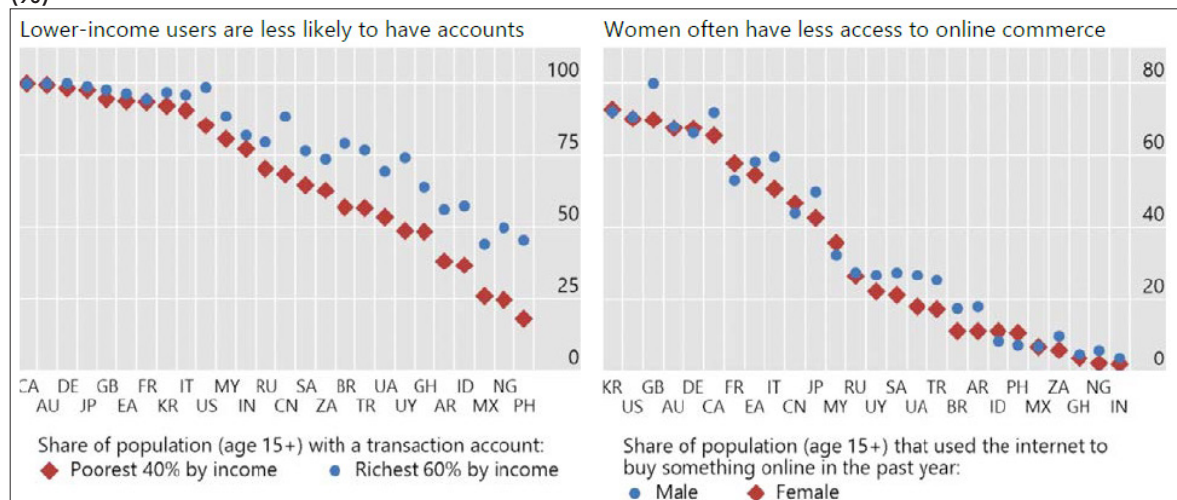 (%)
Lower-income users are less likely to have accounts
100
75
50
25
0
CA DE GB FR IT MY RU SA BR UA GH ID NG
AU JP EA KR US IN CN ZA TR UY AR MX PH
Share of population (age 15+) with a transaction account:
Poorest 40% by income Richest 60% by income
Women often have less access to online commerce
80
60
40
20
0
KR GB DE FR IT JP RU SA TR AR PH ZA NG
US AU CA EA CN MY UY UA BR ID MX GH IN
Share of population (age 15+) that used the internet to
buy something online in the past year:
Male Female